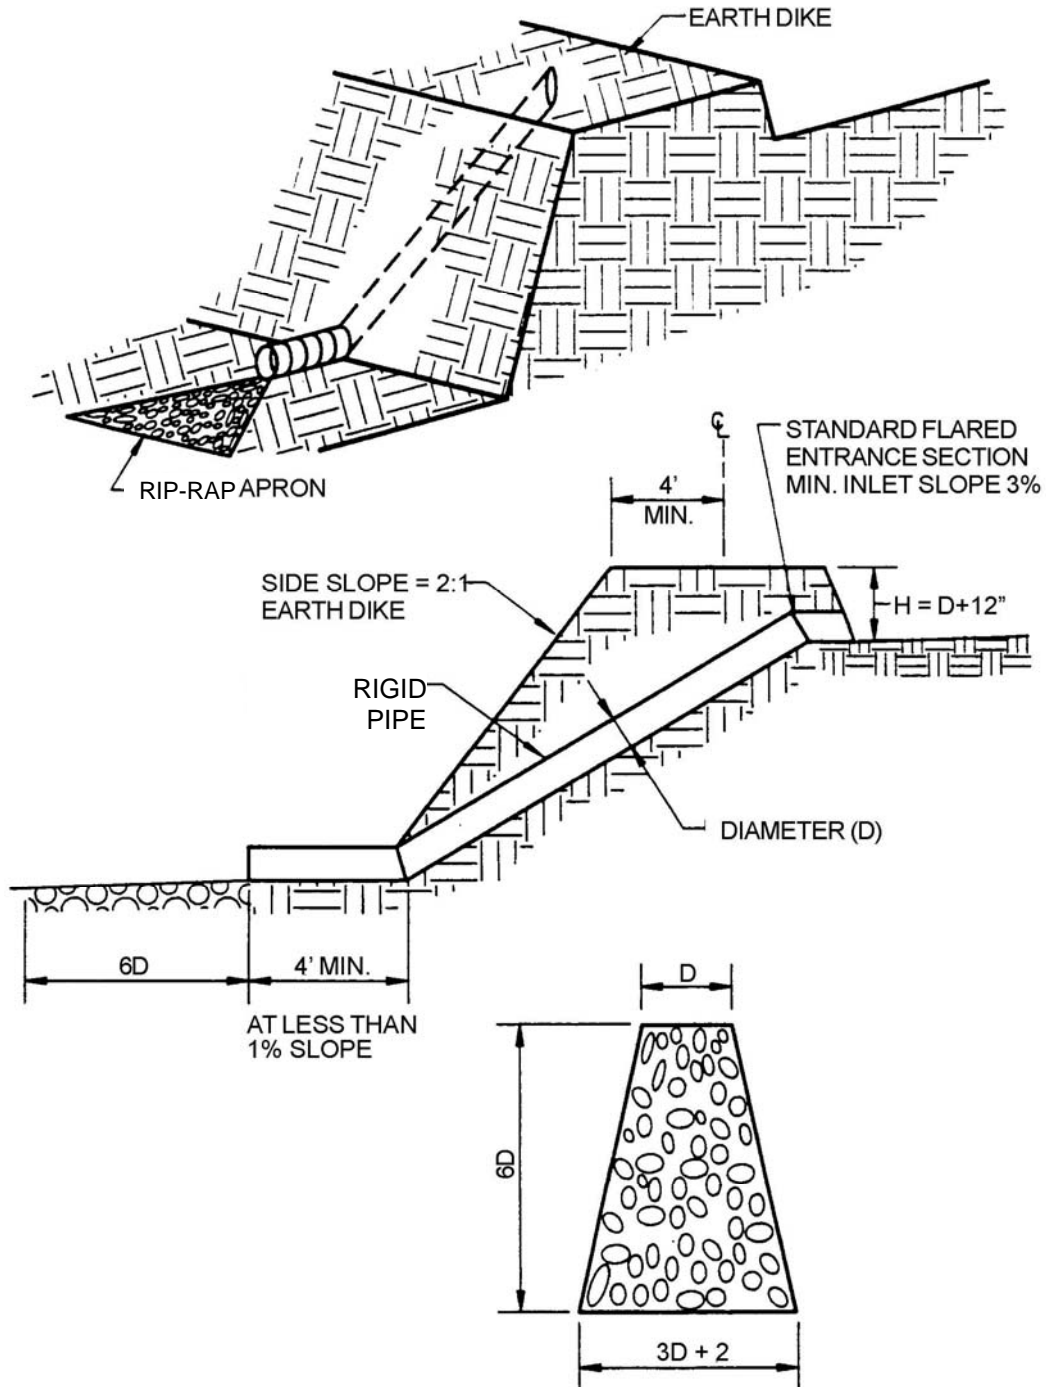 EARTH DIKE
RIP-RAP APRON
℄
STANDARD FLARED
ENTRANCE SECTION
MIN. INLET SLOPE 3%
4'
MIN.
SIDE SLOPE = 2:1
EARTH DIKE
H = D+12”
RIGID
PIPE
DIAMETER (D)
6D
4’ MIN.
AT LESS THAN
1% SLOPE
D
6D
3D + 2